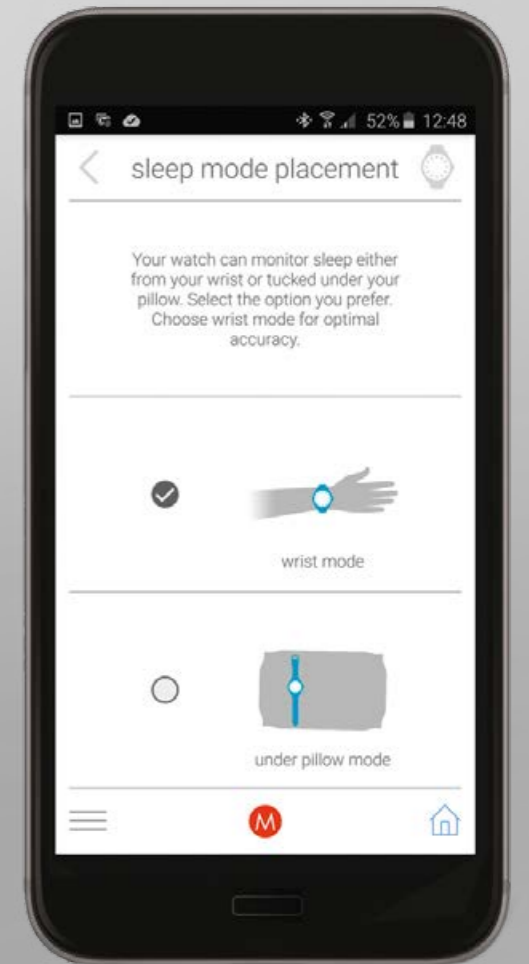 52% 12:48
sleep mode placement
Your watch can monitor sleep either
from your wrist or tucked under your
pillow. Select the option you prefer.
Choose wrist mode for optimal
accuracy.
wrist mode
under pillow mode
M